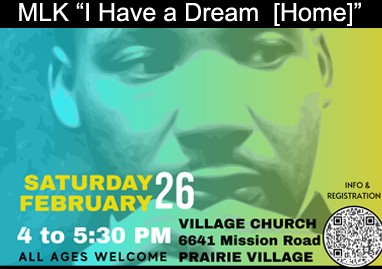 MLK “I Have a Dream [Home]”
SATURDAY
FEBRUARY 26
4 to 5:30 PM
ALL AGES WELCOME
VILLAGE CHURCH
6641 Mission Road
PRAIRIE VILLAGE
INFO &
REGISTRATION